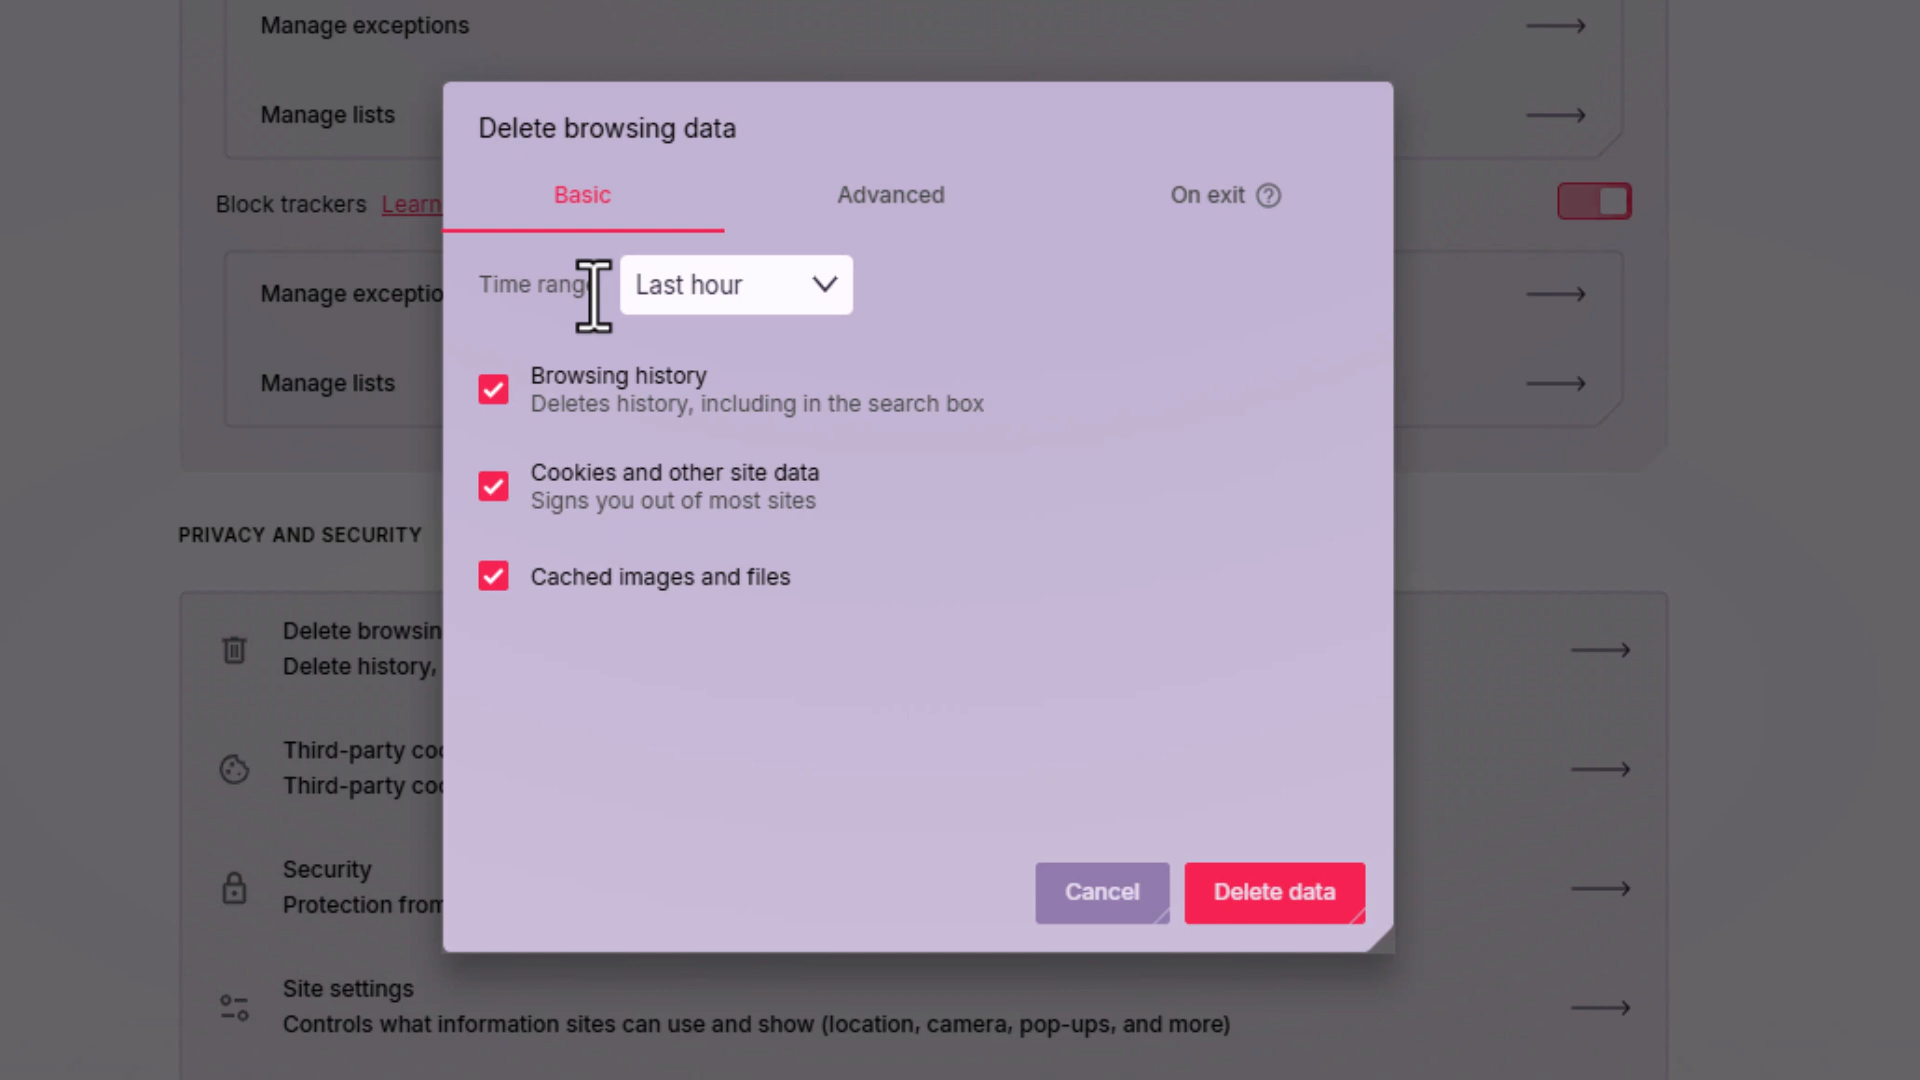 Manage exceptions
Manage lists
Block trackers Learn
Manage exceptio
Manage lists
PRIVACY AND SECURITY
Delete browsin
Delete history,
Third-party coo
Third-party coo
Security
Protection from
Site settings
Controls what information sites can use and show (location, camera, pop-ups, and more)
Delete browsing data
Basic
Advanced
On exit
Time range
Last hour
Browsing history
Deletes history, including in the search box
Cookies and other site data
Signs you out of most sites
Cached images and files
Cancel
Delete data